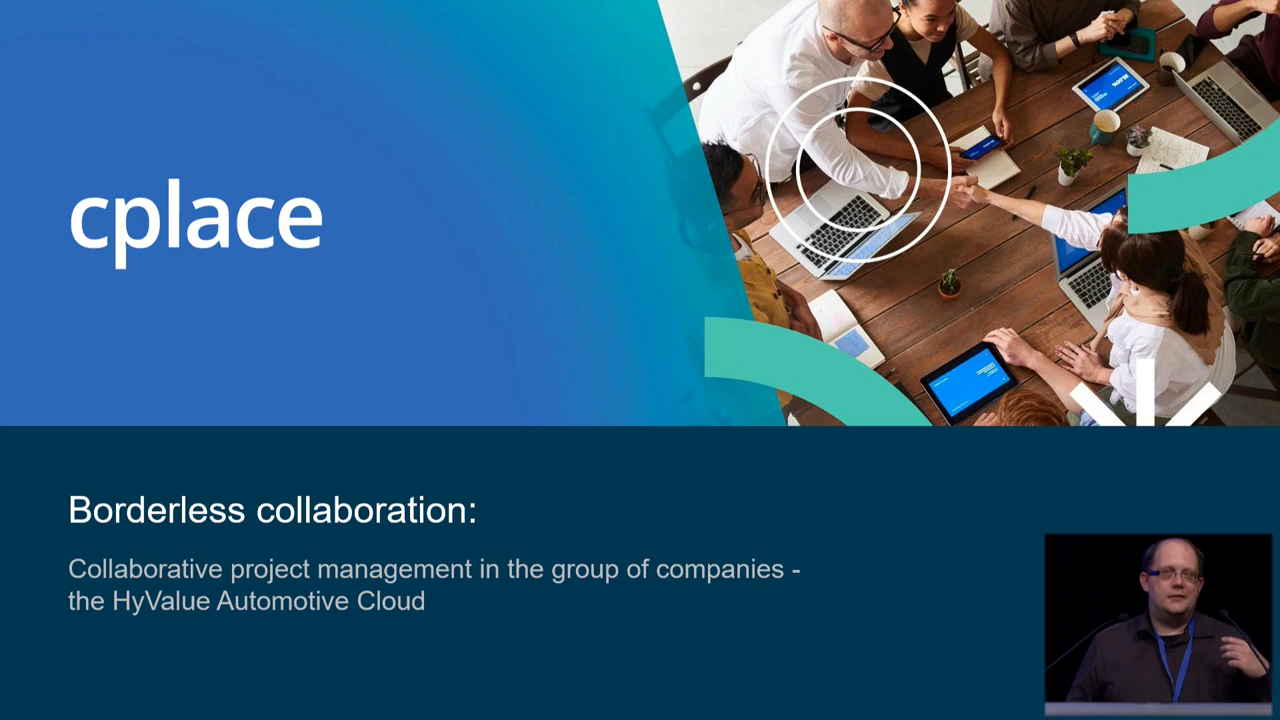 cplace
Borderless collaboration:
Collaborative project management in the group of companies -
the HyValue Automotive Cloud